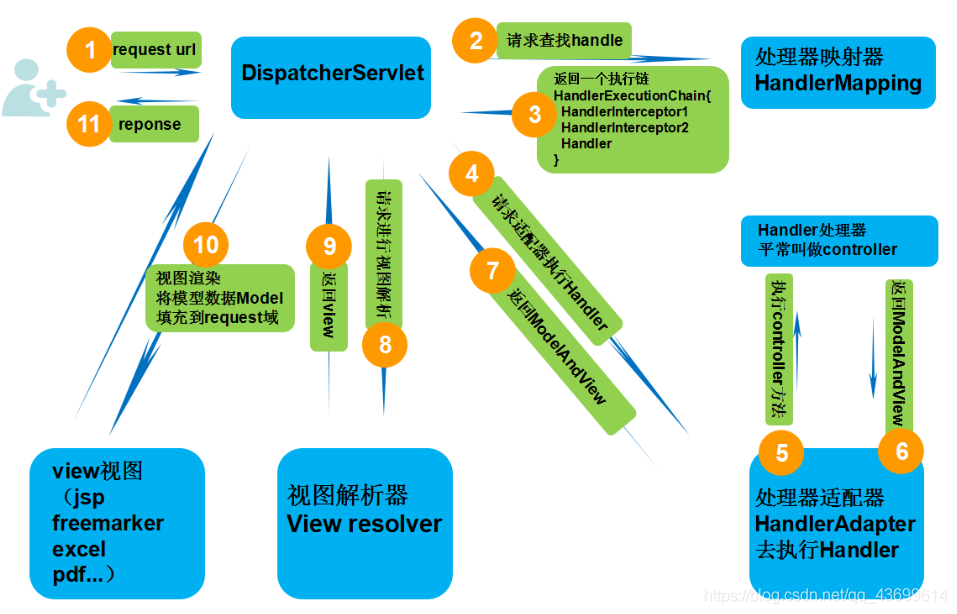 1
request url
DispatcherServlet
2
请求查找handle
处理器映射器
HandlerMapping
3
返回一个执行链
HandlerExecutionChain{
HandlerInterceptor1
HandlerInterceptor2
Handler
}
11
reponse
4
请求适配器执行Handler
7
返回ModelAndView
10
视图渲染
将模型数据Model
填充到request域
9
返回view
请求进行视图解析
8
Handler处理器
平常叫做controller
执行controller方法
5
返回ModelAndView
6
view视图
（jsp
freemarker
excel
pdf...）
视图解析器
View resolver
处理器适配器
HandlerAdapter
去执行Handler
https://blog.csdn.net/qq_43699614